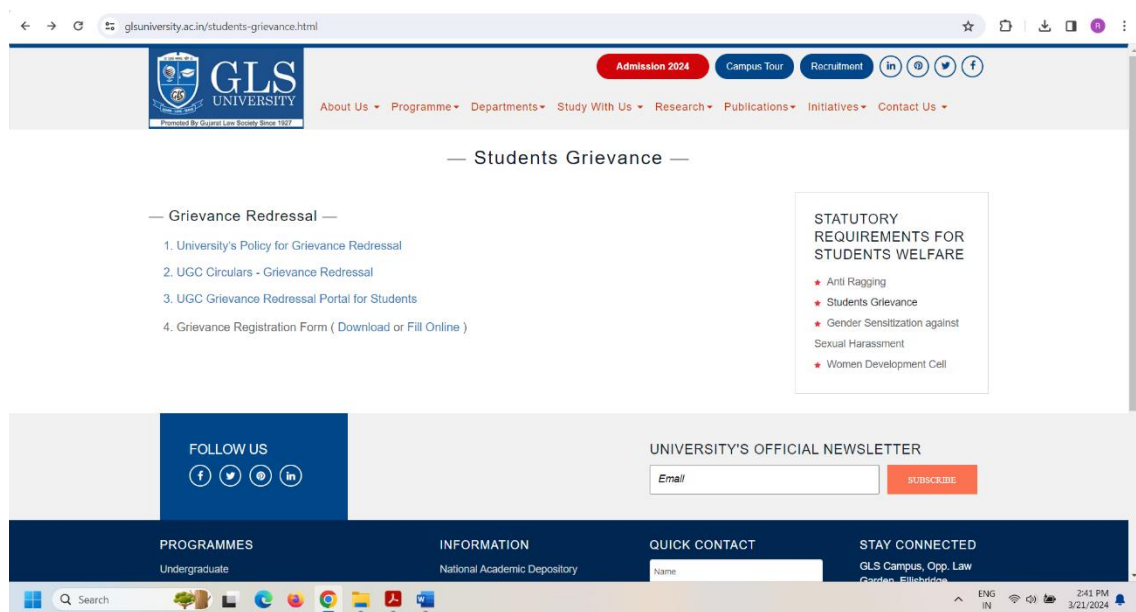 glsuniversity.ac.in/students-grievance.html
R
GLS
UNIVERSITY
Promoted By Gujarat Law Society Since 1927
Admission 2024 Campus Tour Recruitment
About Us Programme Departments Study With Us Research Publications Initiatives Contact Us
— Students Grievance —
— Grievance Redressal —
1. University's Policy for Grievance Redressal
2. UGC Circulars - Grievance Redressal
3. UGC Grievance Redressal Portal for Students
4. Grievance Registration Form ( Download or Fill Online )
STATUTORY
REQUIREMENTS FOR
STUDENTS WELFARE
Anti Ragging
Students Grievance
Gender Sensitization against
Sexual Harassment
Women Development Cell
FOLLOW US
UNIVERSITY'S OFFICIAL NEWSLETTER
Email
SUBSCRIBE
PROGRAMMES
Undergraduate
INFORMATION
National Academic Depository
QUICK CONTACT
Name
STAY CONNECTED
GLS Campus, Opp. Law
Garden, Ellisbridge
Search
ENG
IN
2:41 PM
3/21/2024